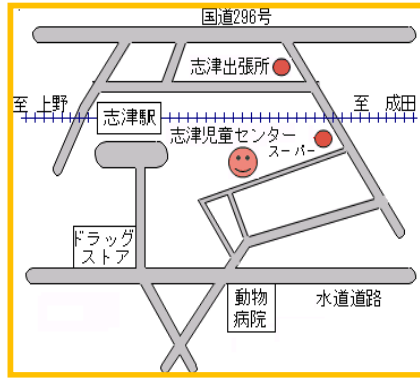 国道296号
志津出張所
至 上野
至 成田
志津駅
志津児童センター
スーパー
ドラッグ
ストア
動物
病院
水道道路